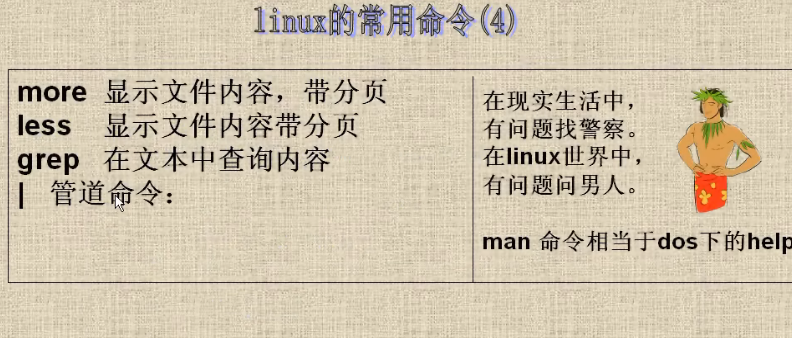 linux的常用命令(4)
more 显示文件内容，带分页
less 显示文件内容带分页
grep 在文本中查询内容
| 管道命令：
在现实生活中，
有问题找警察。
在linux世界中，
有问题问男人。
man 命令相当于dos下的help